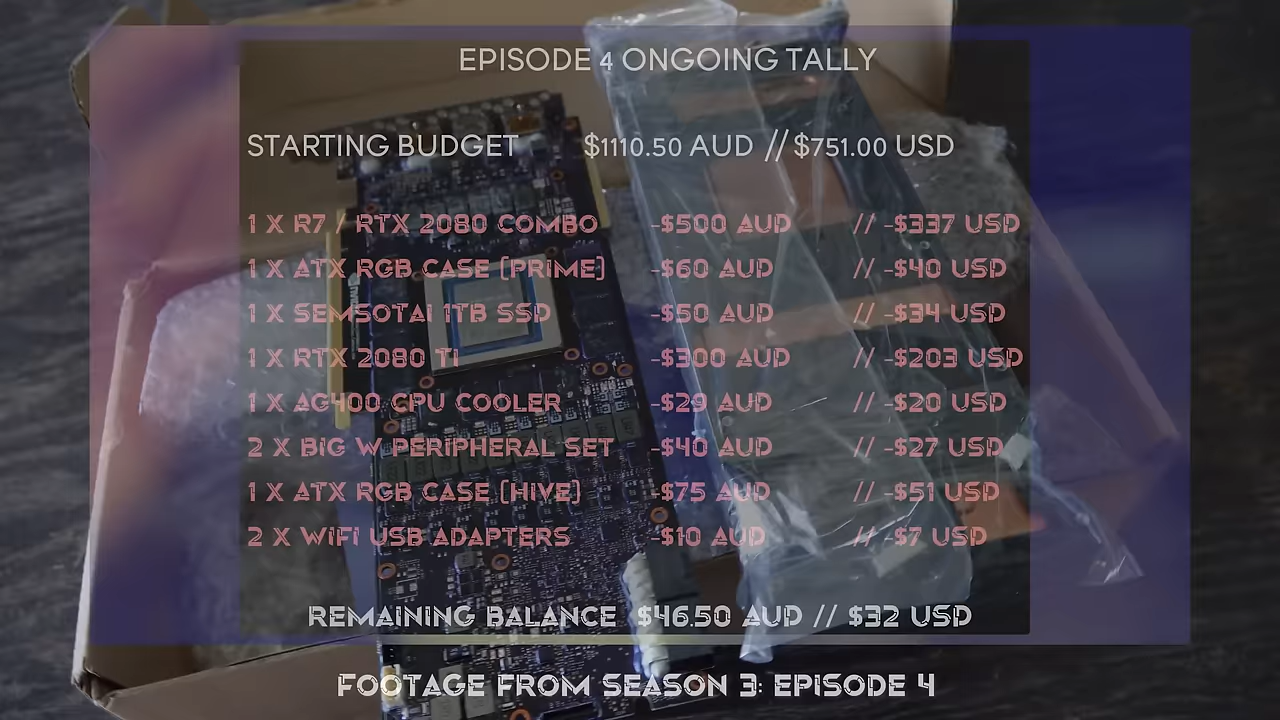 EPISODE 4 ONGOING TALLY
STARTING BUDGET $1110.50 AUD // $751.00 USD
1 X R7 / RTX 2080 COMBO -$500 AUD // -$337 USD
1 X ATX RGB CASE (PRIME) -$60 AUD // -$40 USD
1 X SEMSOTAI 1TB SSD -$50 AUD // -$34 USD
1 X RTX 2080 TI -$300 AUD // -$203 USD
1 X AG400 CPU COOLER -$29 AUD // -$20 USD
2 X BIG W PERIPHERAL SET -$40 AUD // -$27 USD
1 X ATX RGB CASE (HIVE) -$75 AUD // -$51 USD
2 X WIFI USB ADAPTERS -$10 AUD // -$7 USD
REMAINING BALANCE $46.50 AUD // $32 USD
FOOTAGE FROM SEASON 3: EPISODE 4